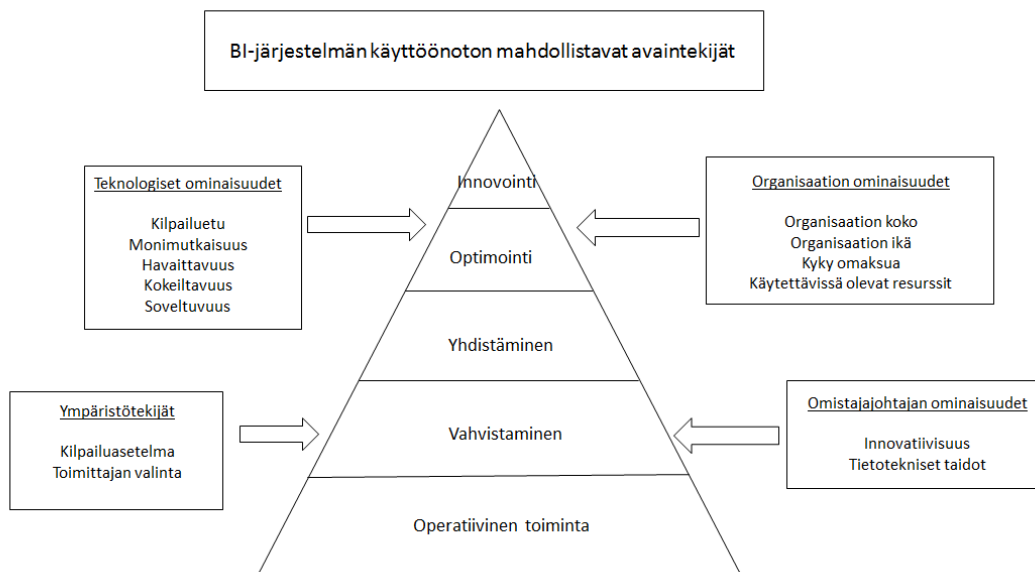 BI-järjestelmän käyttöönoton mahdollistavat avaintekijät
Teknologiset ominaisuudet
Kilpailuetu
Monimutkaisuus
Havaittavuus
Kokeiltavuus
Soveltuvuus
Organisaation ominaisuudet
Organisaation koko
Organisaation ikä
Kyky omaksua
Käytettävissä olevat resurssit
Innovointi
Optimointi
Yhdistäminen
Vahvistaminen
Operatiivinen toiminta
Ympäristötekijät
Kilpailuasetelma
Toimittajan valinta
Omistajajohtajan ominaisuudet
Innovatiivisuus
Tietotekniset taidot